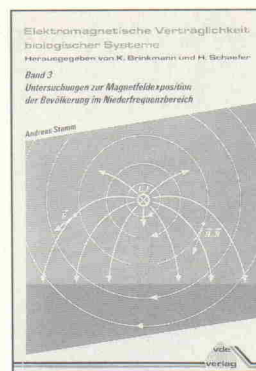 Elektromagnetische Verträglichkeit
biologischer Systeme
Herausgegeben von K. Brinkmann und H. Schaefer
Band 3
Untersuchungen zur Magnetfeldexposition
der Bevölkerung im Niederfrequenzbereich
Andreas Stamm
vde
verlag